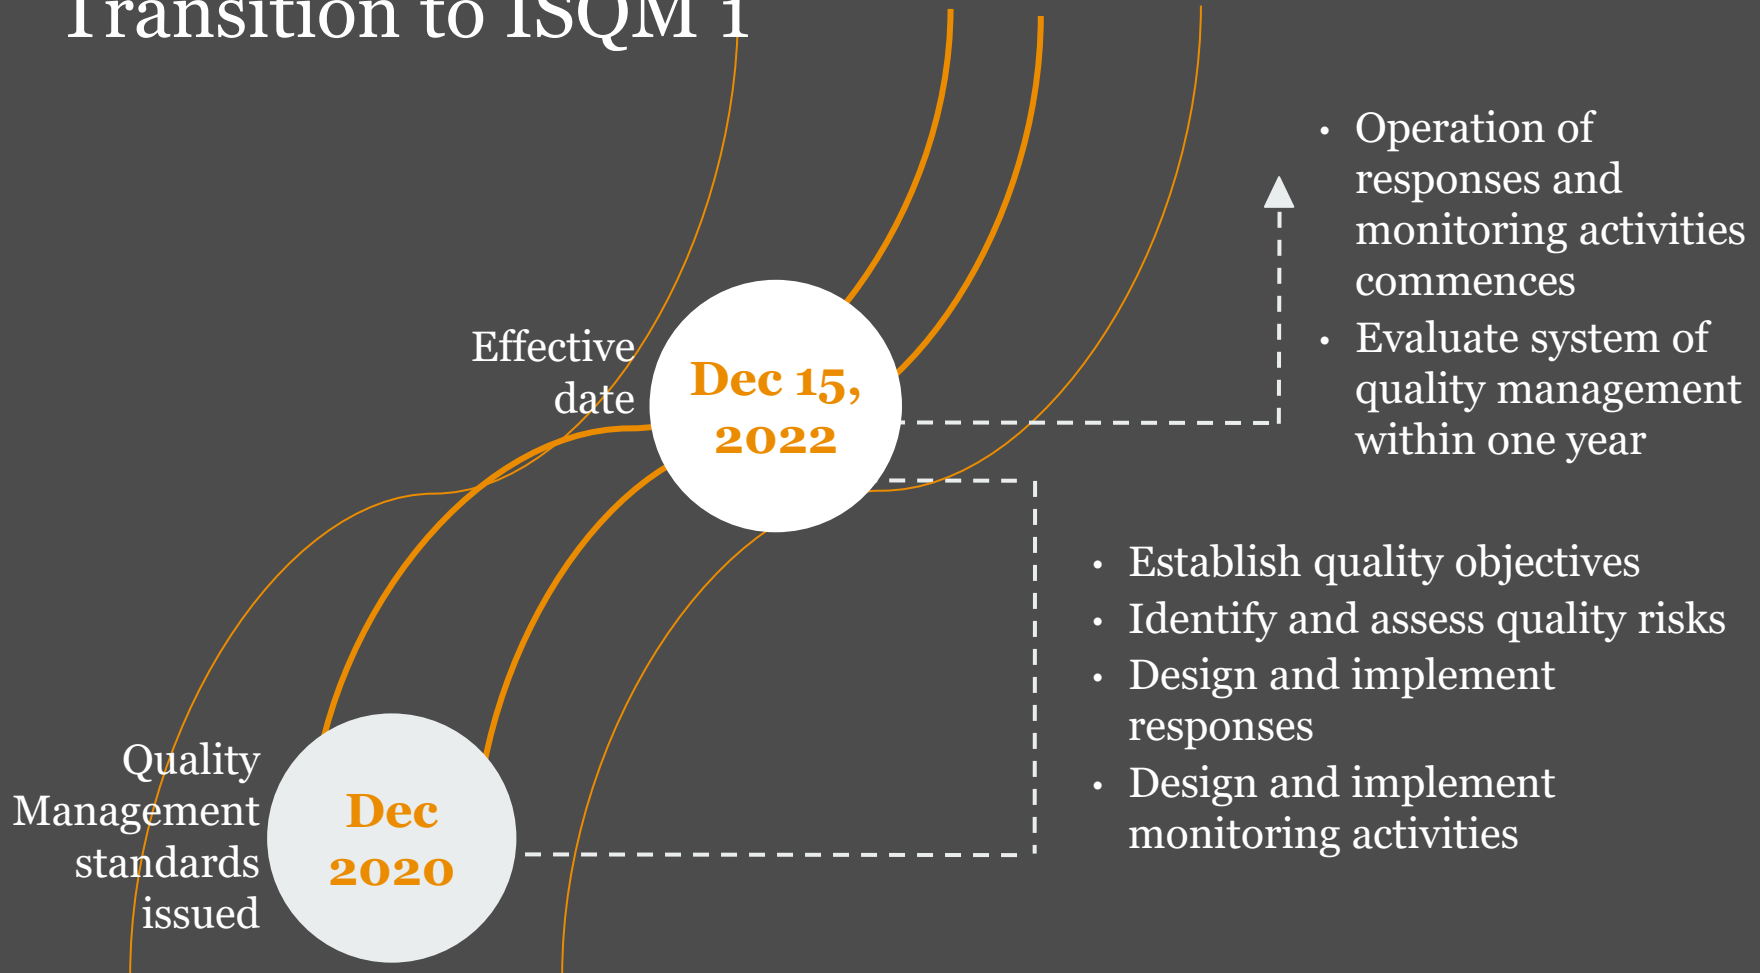 Transition to ISQM 1
Effective
date
Dec 15,
2022
• Operation of
responses and
monitoring activities
commences
• Evaluate system of
quality management
within one year
• Establish quality objectives
• Identify and assess quality risks
• Design and implement
responses
• Design and implement
monitoring activities
Quality
Management
standards
issued
Dec
2020